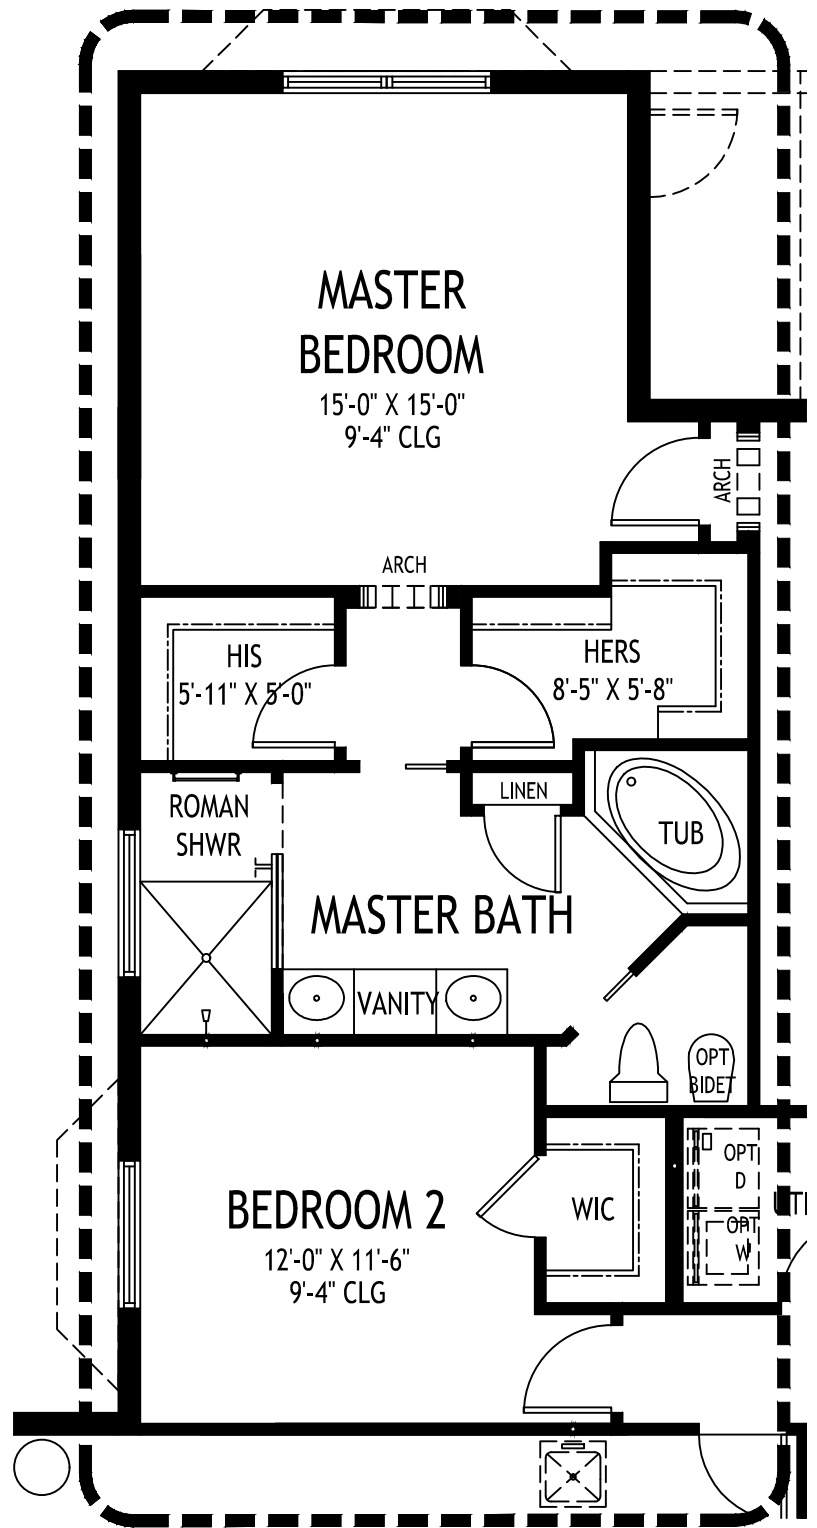 MASTER
BEDROOM
15'-0" X 15'-0"
9'-4" CLG
ARCH
ARCH
HIS
5'-11" X 5'-0"
HERS
8'-5" X 5'-8"
LINEN
ROMAN
SHWR
TUB
MASTER BATH
VANITY
OPT
BIDET
OPT
D
BEDROOM 2
12'-0" X 11'-6"
9'-4" CLG
WIC
OPT
W